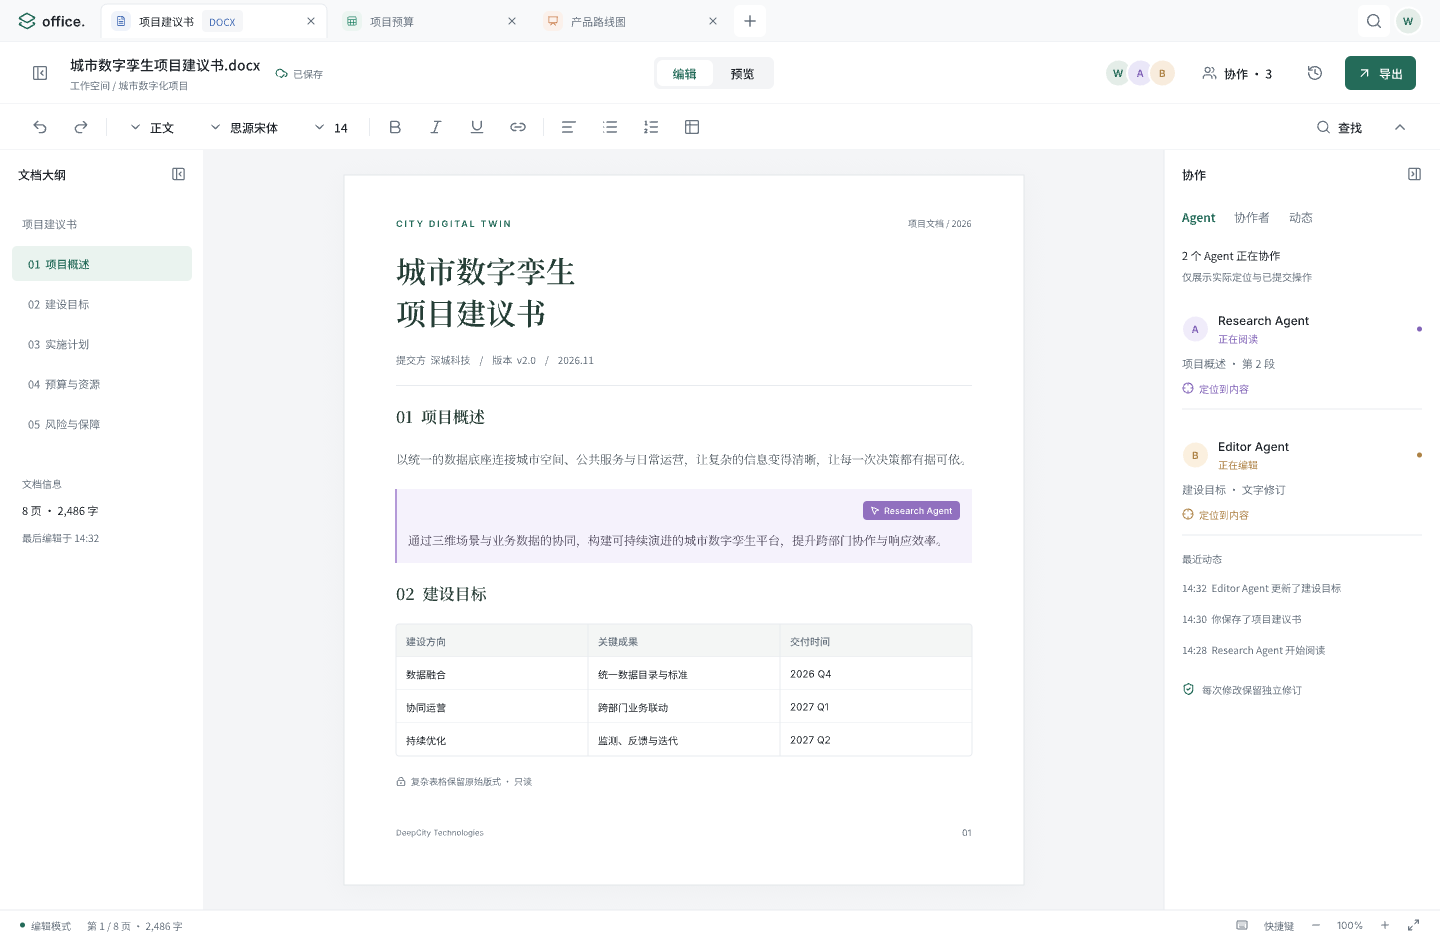 office.
项目建议书 DOCX
项目预算
产品路线图
W
城市数字孪生项目建议书.docx
已保存
工作空间 / 城市数字化项目
编辑 预览
W A B
协作 · 3
导出
正文
思源宋体
14
查找
文档大纲
项目建议书
01 项目概述
02 建设目标
03 实施计划
04 预算与资源
05 风险与保障
文档信息
8 页 · 2,486 字
最后编辑于 14:32
CITY DIGITAL TWIN
项目文档 / 2026
城市数字孪生
项目建议书
提交方 深城科技 / 版本 v2.0 / 2026.11
01 项目概述
以统一的数据底座连接城市空间、公共服务与日常运营，让复杂的信息变得清晰，让每一次决策都有据可依。
Research Agent
通过三维场景与业务数据的协同，构建可持续演进的城市数字孪生平台，提升跨部门协作与响应效率。
02 建设目标
建设方向 关键成果 交付时间
数据融合 统一数据目录与标准 2026 Q4
协同运营 跨部门业务联动 2027 Q1
持续优化 监测、反馈与迭代 2027 Q2
复杂表格保留原始版式 · 只读
DeepCity Technologies
01
协作
Agent 协作者 动态
2 个 Agent 正在协作
仅展示实际定位与已提交操作
A
Research Agent
正在阅读
项目概述 · 第 2 段
定位到内容
B
Editor Agent
正在编辑
建设目标 · 文字修订
定位到内容
最近动态
14:32 Editor Agent 更新了建设目标
14:30 你保存了项目建议书
14:28 Research Agent 开始阅读
每次修改保留独立修订
编辑模式 第 1 / 8 页 · 2,486 字
快捷键
100%